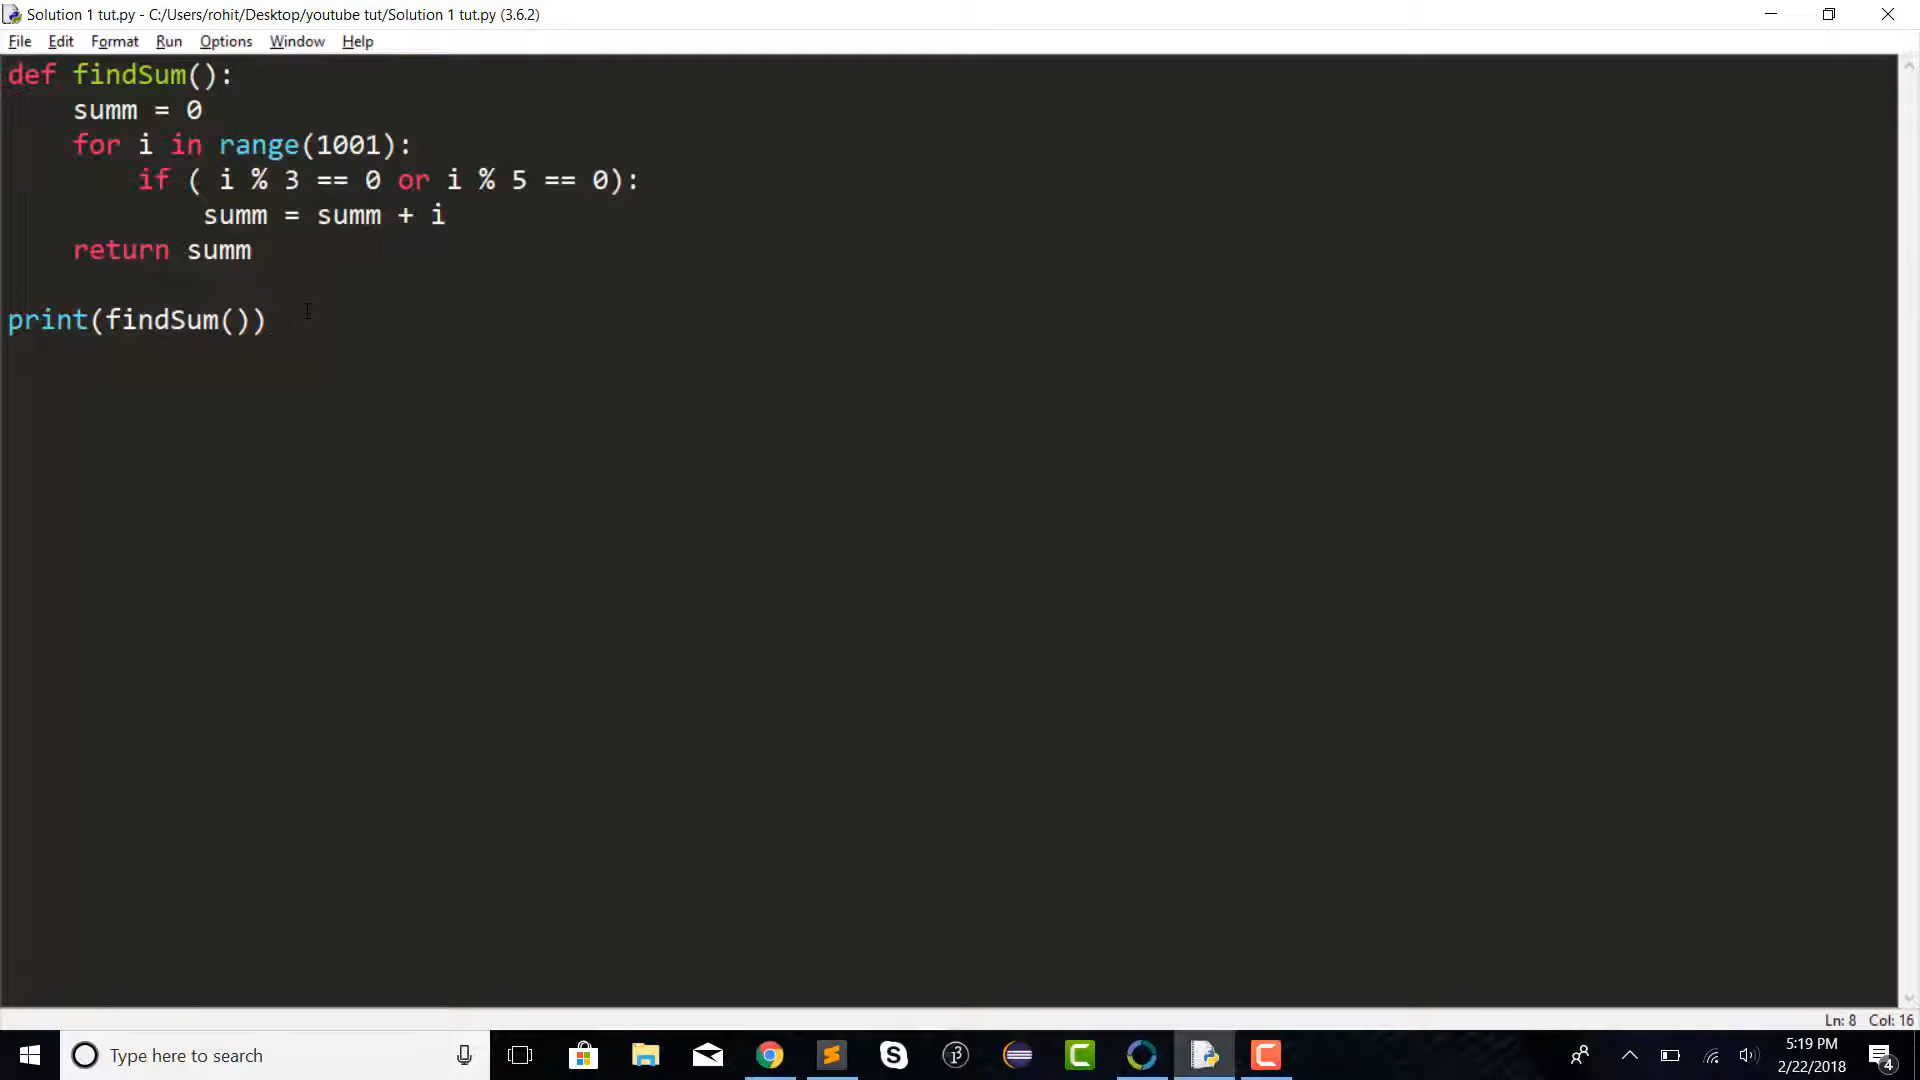 Solution 1 tut.py - C:/Users/rohit/Desktop/youtube tut/Solution 1 tut.py (3.6.2)
File Edit Format Run Options Window Help
def findSum():
    summ = 0
    for i in range(1001):
        if ( i % 3 == 0 or i % 5 == 0):
            summ = summ + i
    return summ
print(findSum())
Ln: 8 Col: 16
Type here to search
5:19 PM
2/22/2018
4